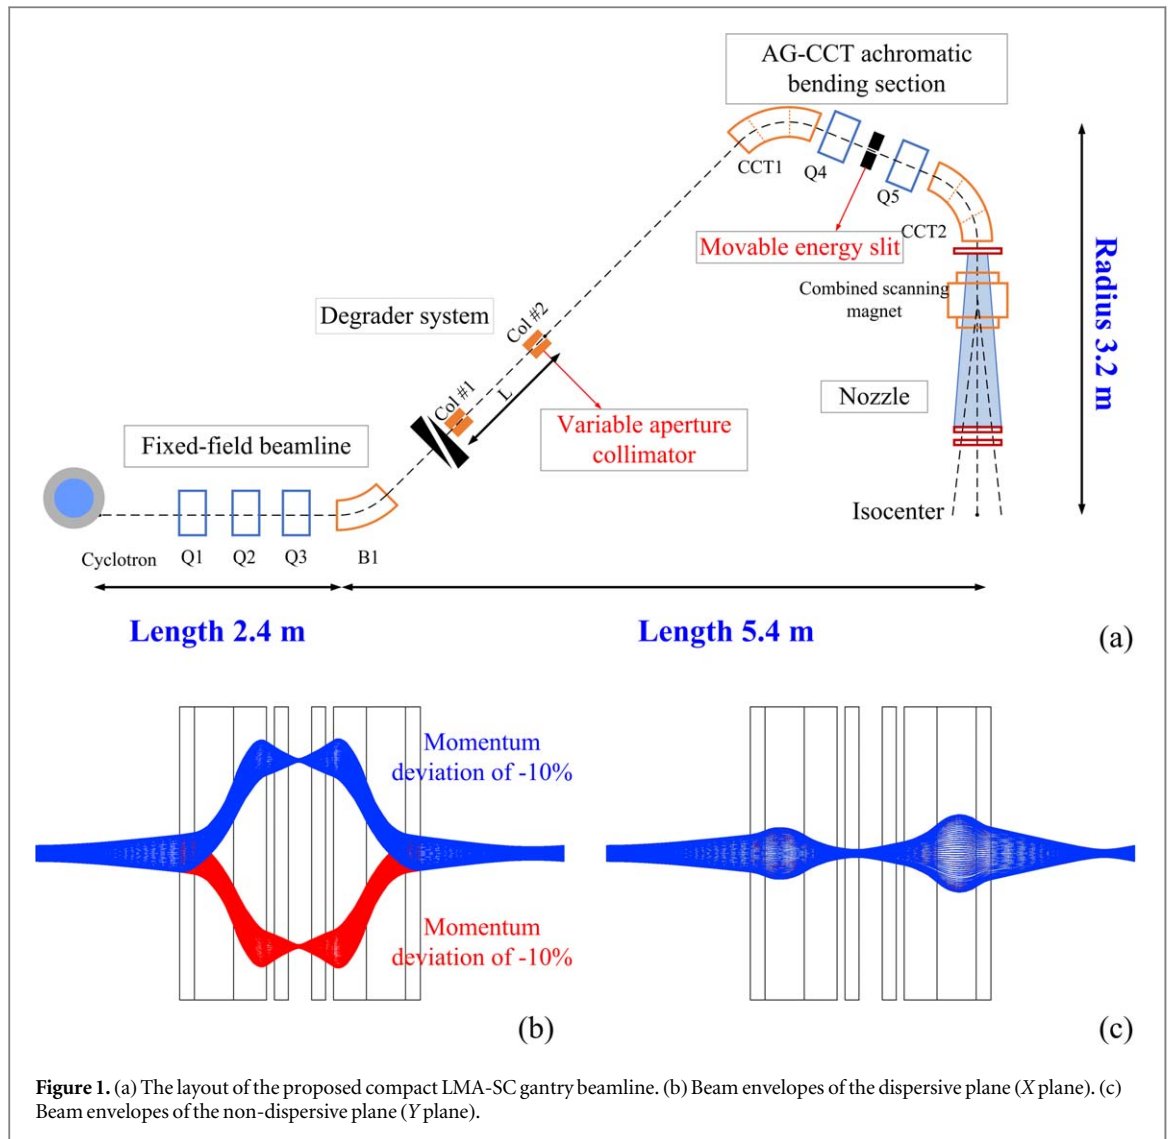 AG-CCT achromatic
bending section
CCT1
Q4
Q5
CCT2
Movable energy slit
Combined scanning
magnet
Radius 3.2 m
Degrader system
Col #2
Col #1
L
Variable aperture
collimator
Nozzle
Fixed-field beamline
Isocenter
Cyclotron
Q1
Q2
Q3
B1
Length 2.4 m
Length 5.4 m
(a)
Momentum
deviation of -10%
Momentum
deviation of -10%
(b)
(c)
Figure 1. (a) The layout of the proposed compact LMA-SC gantry beamline. (b) Beam envelopes of the dispersive plane (X plane). (c)
Beam envelopes of the non-dispersive plane (Y plane).